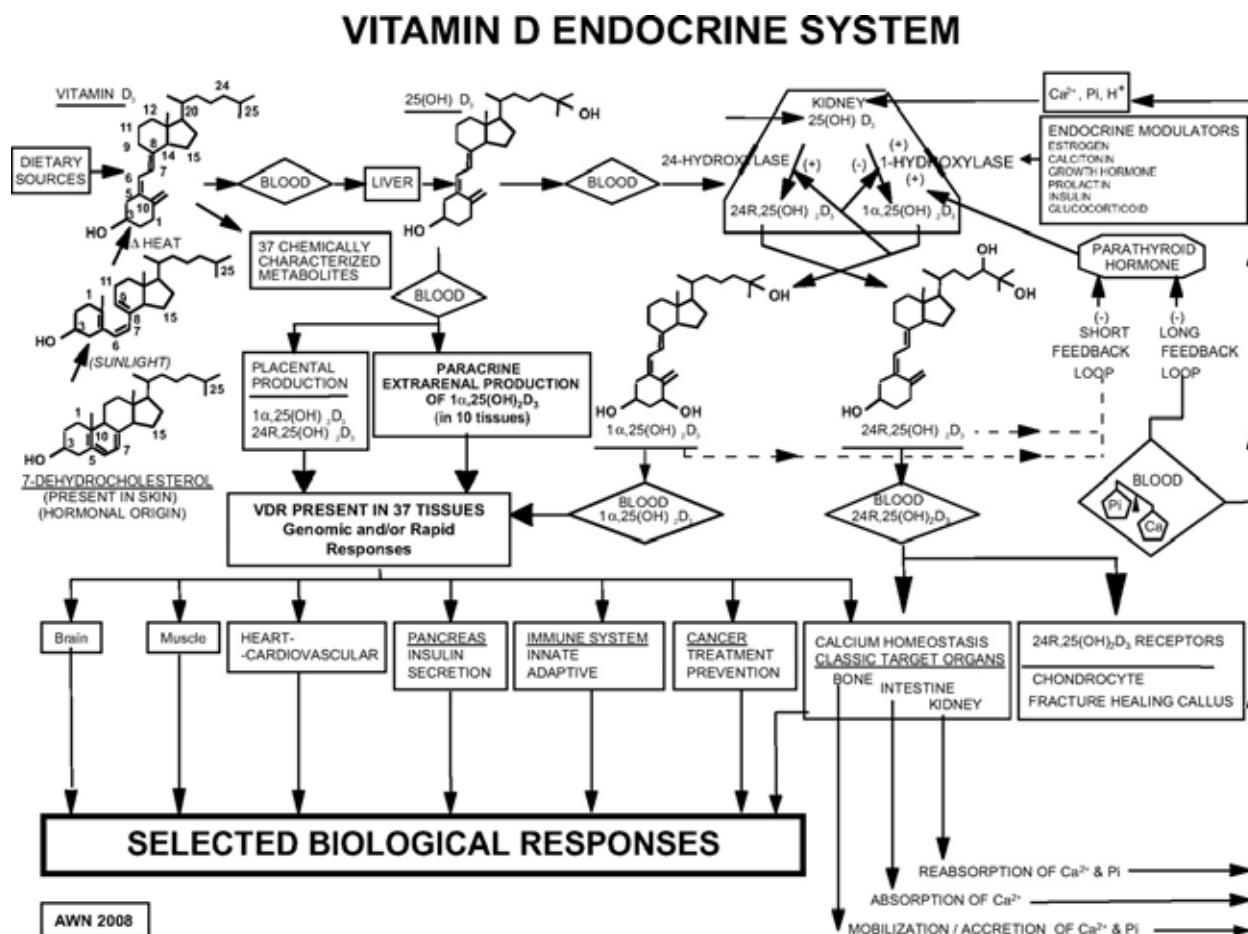 VITAMIN D ENDOCRINE SYSTEM
VITAMIN D3
24
25
20
12
11
9
8
14
15
7
6
5
10
3
1
HO
DIETARY
SOURCES
BLOOD
LIVER
25(OH) D3
OH
HO
BLOOD
37 CHEMICALLY
CHARACTERIZED
METABOLITES
Δ HEAT
25
11
1
9
8
15
3
7
6
HO
(SUNLIGHT)
25
1
10
15
3
5
7
HO
7-DEHYDROCHOLESTEROL
(PRESENT IN SKIN)
(HORMONAL ORIGIN)
BLOOD
PLACENTAL
PRODUCTION
1α,25(OH) 2D3
24R,25(OH) 2D3
PARACRINE
EXTRARENAL PRODUCTION
OF 1α,25(OH)2D3
(in 10 tissues)
KIDNEY
25(OH) D3
24-HYDROXYLASE
(+)
(-)
(+)
1-HYDROXYLASE
(+)
24R,25(OH) 2D3
1α,25(OH) 2D3
Ca2+, Pi, H+
ENDOCRINE MODULATORS
ESTROGEN
CALCITONIN
GROWTH HORMONE
PROLACTIN
INSULIN
GLUCOCORTICOID
PARATHYROID
HORMONE
(-)
SHORT
FEEDBACK
LOOP
(-)
LONG
FEEDBACK
LOOP
OH
HO
OH
1α,25(OH) 2D3
OH
OH
HO
24R,25(OH) 2D3
BLOOD
1α,25(OH) 2D3
BLOOD
24R,25(OH)2D3
BLOOD
Pi
Ca
VDR PRESENT IN 37 TISSUES
Genomic and/or Rapid
Responses
Brain
Muscle
HEART-
-CARDIOVASCULAR
PANCREAS
INSULIN
SECRETION
IMMUNE SYSTEM
INNATE
ADAPTIVE
CANCER
TREATMENT
PREVENTION
CALCIUM HOMEOSTASIS
CLASSIC TARGET ORGANS
BONE
INTESTINE
KIDNEY
24R,25(OH)2D3 RECEPTORS
CHONDROCYTE
FRACTURE HEALING CALLUS
SELECTED BIOLOGICAL RESPONSES
REABSORPTION OF Ca2+ & Pi
ABSORPTION OF Ca2+
MOBILIZATION / ACCRETION OF Ca2+ & Pi
AWN 2008